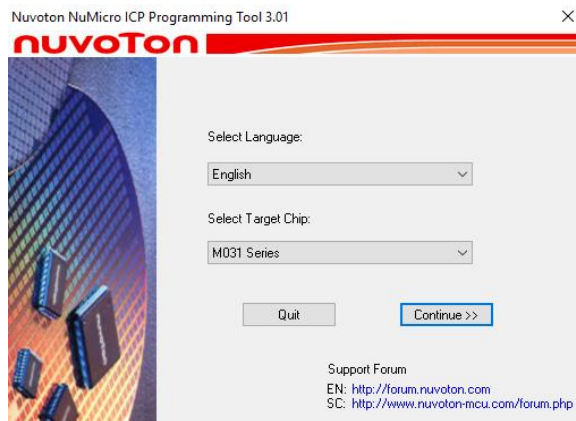 Nuvoton NuMicro ICP Programming Tool 3.01
nuvoTon
Select Language:
English
Select Target Chip:
M031 Series
Quit
Continue >>
Support Forum
EN: http://forum.nuvoton.com
SC: http://www.nuvoton-mcu.com/forum.php
nuvoTon